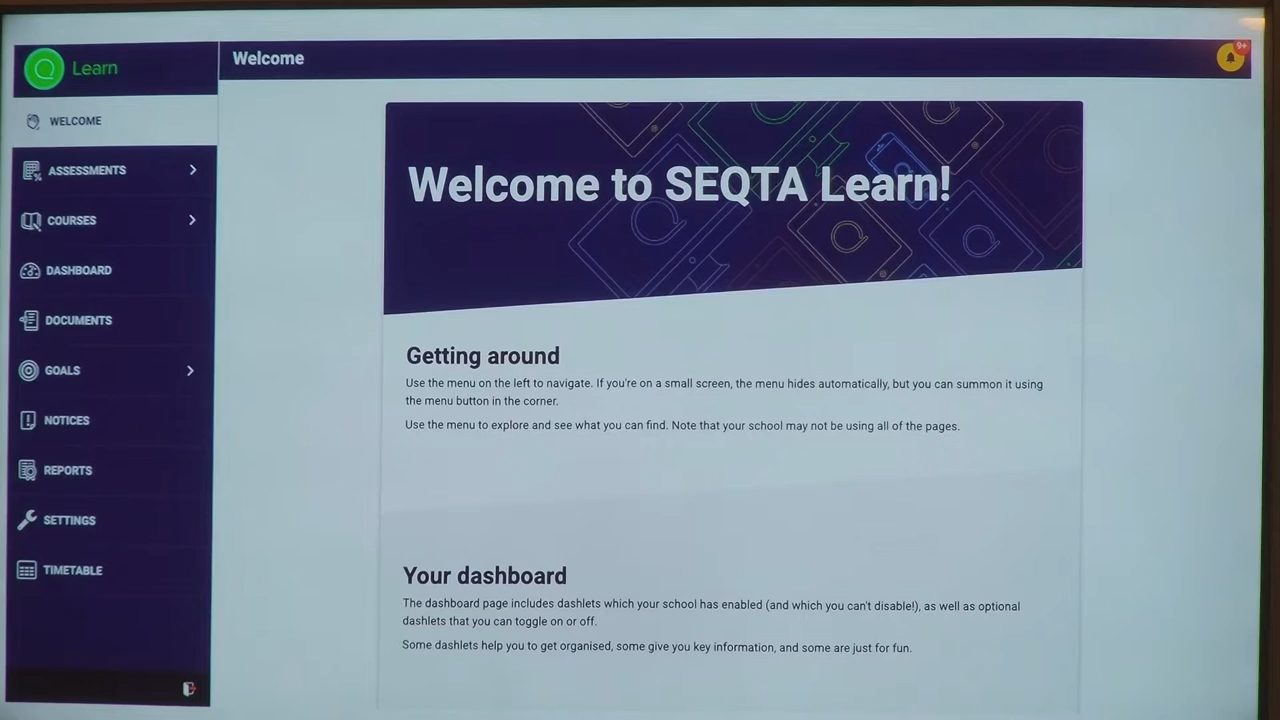 Learn
Welcome
9+
WELCOME
ASSESSMENTS
COURSES
DASHBOARD
DOCUMENTS
GOALS
NOTICES
REPORTS
SETTINGS
TIMETABLE
Welcome to SEQTA Learn!
Getting around
Use the menu on the left to navigate. If you're on a small screen, the menu hides automatically, but you can summon it using
the menu button in the corner.
Use the menu to explore and see what you can find. Note that your school may not be using all of the pages.
Your dashboard
The dashboard page includes dashlets which your school has enabled (and which you can't disable!), as well as optional
dashlets that you can toggle on or off.
Some dashlets help you to get organised, some give you key information, and some are just for fun.